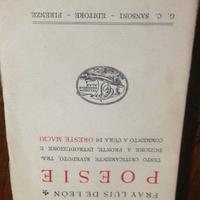 FRAY LUIS DE LEÓN
POESIE
TESTO CRITICAMENTE RIVEDUTO, TRA-
DUZIONE A FRONTE, INTRODUZIONE E
COMMENTO A CURA DI ORESTE MACRÍ
G. C. SANSONI - EDITORE - FIRENZE